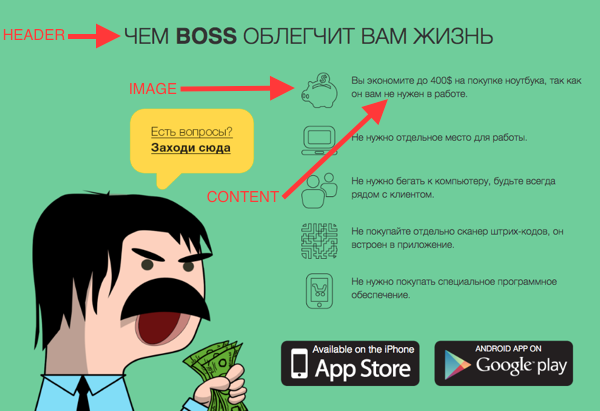 HEADER
ЧЕМ BOSS ОБЛЕГЧИТ ВАМ ЖИЗНЬ
IMAGE
Вы экономите до 400$ на покупке ноутбука, так как
он вам не нужен в работе.
Есть вопросы?
Заходи сюда
Не нужно отдельное место для работы.
CONTENT
Не нужно бегать к компьютеру, будьте всегда
рядом с клиентом.
Не покупайте отдельно сканер штрих-кодов, он
встроен в приложение.
Не нужно покупать специальное программное
обеспечение.
Available on the iPhone
App Store
ANDROID APP ON
Google play